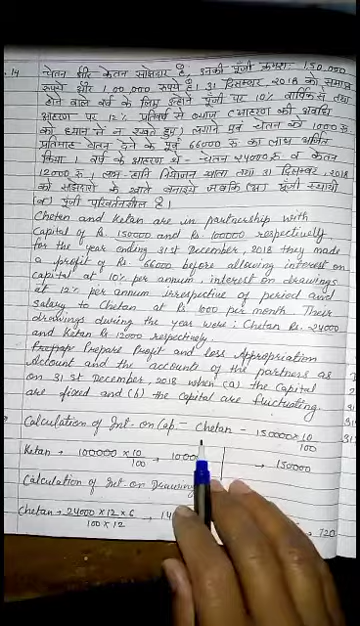 14 चेतन और केतन साझेदार हैं, उनकी पूँजी क्रमशः 1,50,000
रूपये और 1,00,000 रूपये है। 31 दिसम्बर 2018 को समाप्त
होने वाले वर्ष के लिए उन्होंने पूँजी पर 10% वार्षिक से तथा
आहरण पर 12% प्रतिवर्ष से ब्याज (आहरण की अवधि
को ध्यान में न रखते हुए) लगाने एवं चेतन को 1000 रु
प्रतिमाह वेतन देने के पूर्व 66000 रु का लाभ अर्जित
किया। वर्ष के आहरण थे - चेतन 24000 रु व केतन
12000 रु। लाभ-हानि नियोजन खाता तथा 31 दिसम्बर, 2018
को साझेदारों के खाते बनाइये जबकि (अ) पूँजी स्थायी
(ब) पूँजी परिवर्तनशील है।
Chetan and Ketan are in partnership with
Capital of Rs. 150000 and Rs. 100000 respectively
for the year ending 31st December, 2018 they made
a profit of Rs. 66000 before allowing interest on
capital at 10% per annum, interest on drawings
at 12% per annum irrespective of period and
salary to Chetan at Rs. 1000 per month. Their
drawings during the year were: Chetan Rs. 24000
and Ketan Rs. 12000 respectively.
Prepare Profit and loss Appropriation
Account and the accounts of the partners as
on 31st December, 2018 when (a) the Capital
are fixed and (b) the capital are fluctuating.
Calculation of Int. on Cap. - Chetan - 150000 × 10
100
Ketan → 100000 × 10
100
→ 150000
Calculation of Int on Drawing
Chetan → 24000 × 12 × 6
100 × 12
→ 720